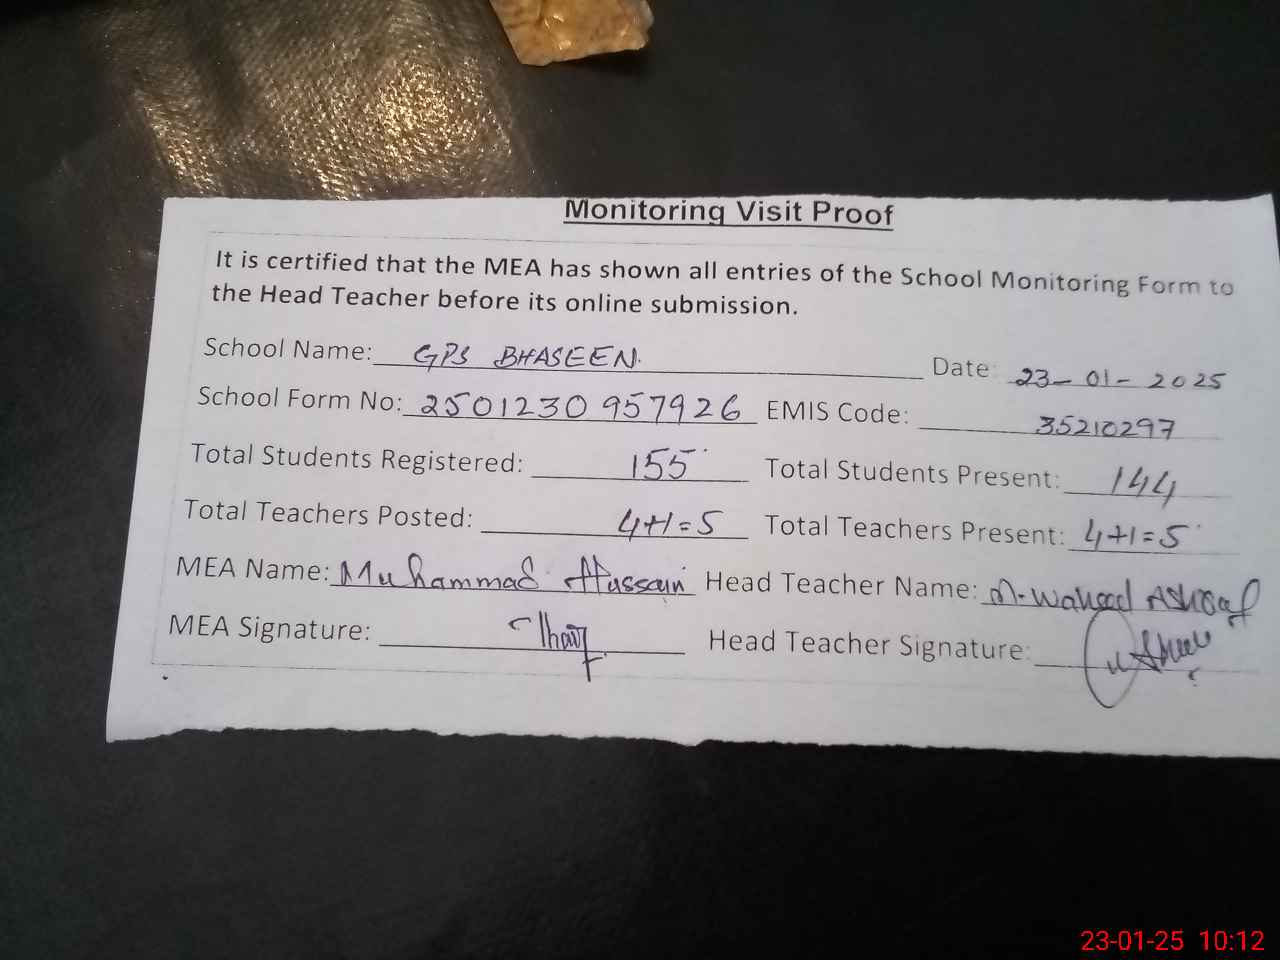 Monitoring Visit Proof
It is certified that the MEA has shown all entries of the School Monitoring Form to
the Head Teacher before its online submission.
School Name: GPS BHASEEN. Date: 23-01-2025
School Form No: 2501230957926 EMIS Code: 35210297
Total Students Registered: 155 Total Students Present: 144
Total Teachers Posted: 4+1=5 Total Teachers Present: 4+1=5
MEA Name: Muhammad Hussain Head Teacher Name: M-Waheed Ashraf
MEA Signature: Head Teacher Signature:
23-01-25 10:12